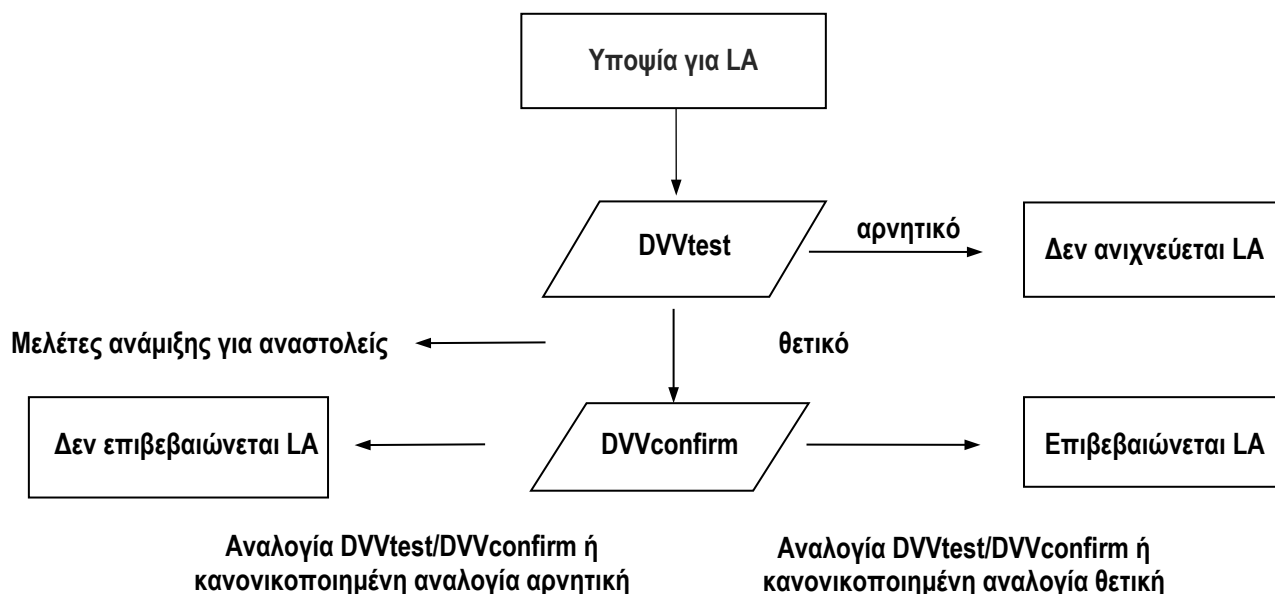 Υποψία για LA
DVVtest
αρνητικό
Δεν ανιχνεύεται LA
Μελέτες ανάμιξης για αναστολείς
θετικό
Δεν επιβεβαιώνεται LA
DVVconfirm
Επιβεβαιώνεται LA
Αναλογία DVVtest/DVVconfirm ή
κανονικοποιημένη αναλογία αρνητική
Αναλογία DVVtest/DVVconfirm ή
κανονικοποιημένη αναλογία θετική